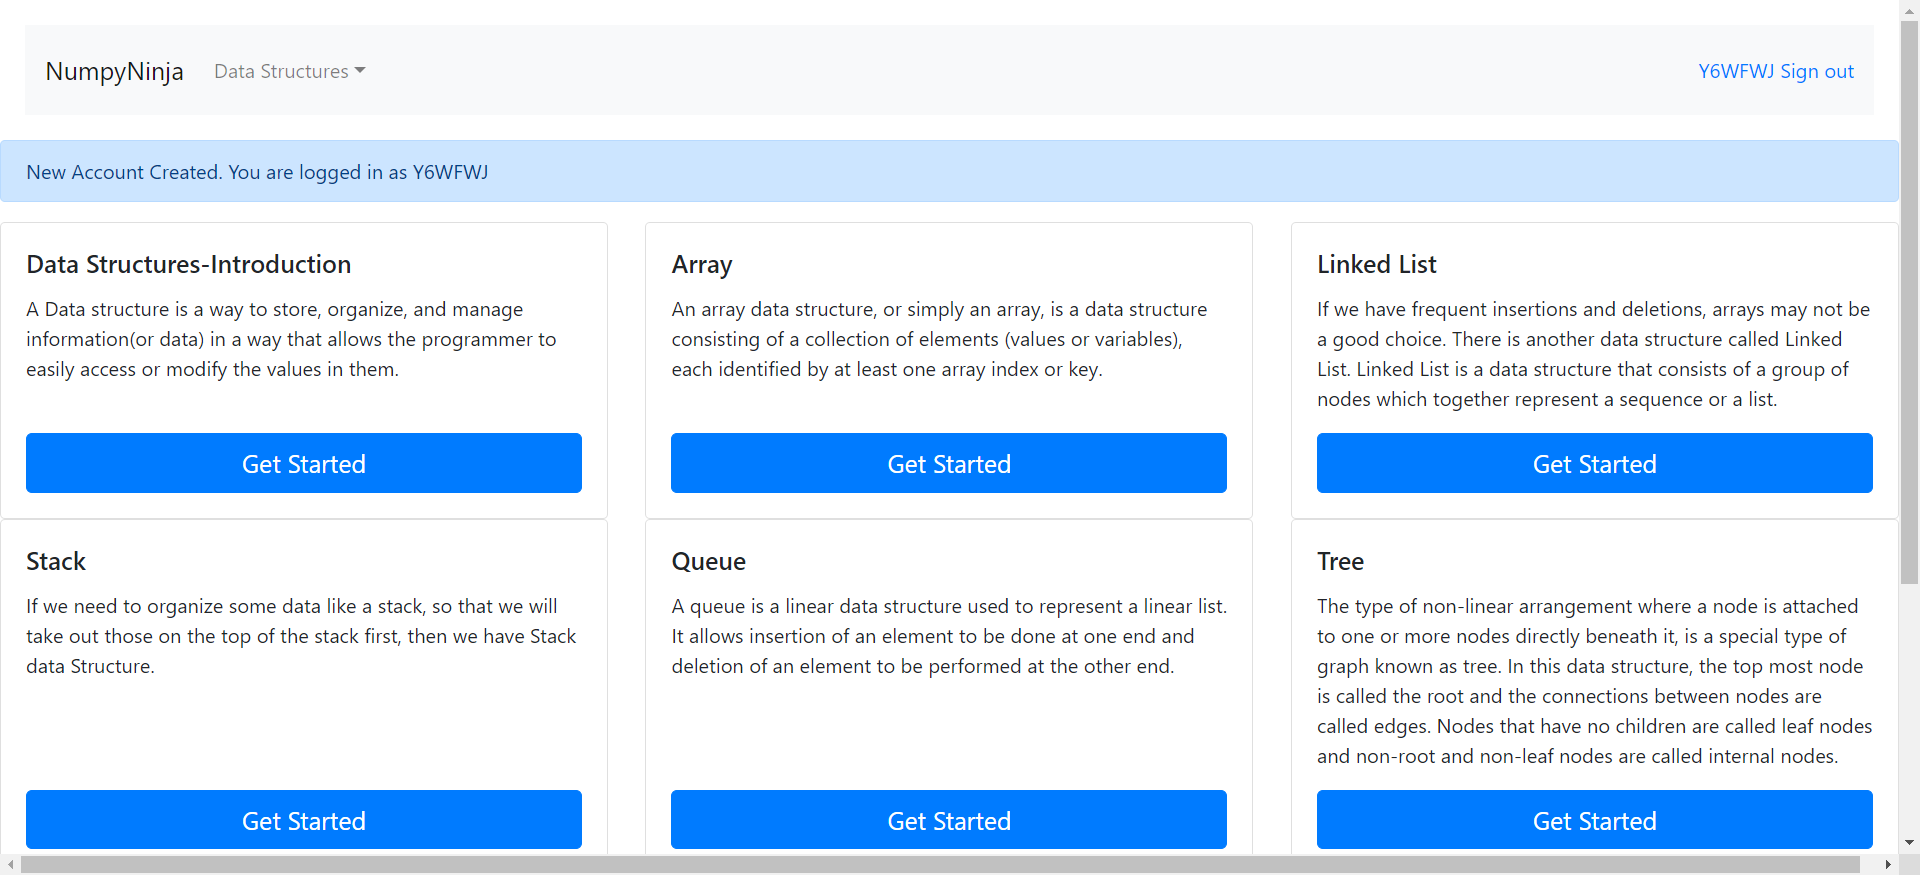 NumpyNinja Data Structures Y6WFWJ Sign out
New Account Created. You are logged in as Y6WFWJ
Data Structures-Introduction
A Data structure is a way to store, organize, and manage
information(or data) in a way that allows the programmer to
easily access or modify the values in them.
Get Started
Array
An array data structure, or simply an array, is a data structure
consisting of a collection of elements (values or variables),
each identified by at least one array index or key.
Get Started
Linked List
If we have frequent insertions and deletions, arrays may not be
a good choice. There is another data structure called Linked
List. Linked List is a data structure that consists of a group of
nodes which together represent a sequence or a list.
Get Started
Stack
If we need to organize some data like a stack, so that we will
take out those on the top of the stack first, then we have Stack
data Structure.
Get Started
Queue
A queue is a linear data structure used to represent a linear list.
It allows insertion of an element to be done at one end and
deletion of an element to be performed at the other end.
Get Started
Tree
The type of non-linear arrangement where a node is attached
to one or more nodes directly beneath it, is a special type of
graph known as tree. In this data structure, the top most node
is called the root and the connections between nodes are
called edges. Nodes that have no children are called leaf nodes
and non-root and non-leaf nodes are called internal nodes.
Get Started